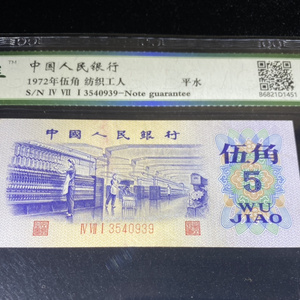 TM
中国人民银行
1972年伍角 纺织工人 平水
S/N Ⅳ Ⅶ Ⅰ 3540939-Note guarantee
8682101451
中国人民银行
伍角
5
WU
JIAO
Ⅳ Ⅶ Ⅰ 3540939